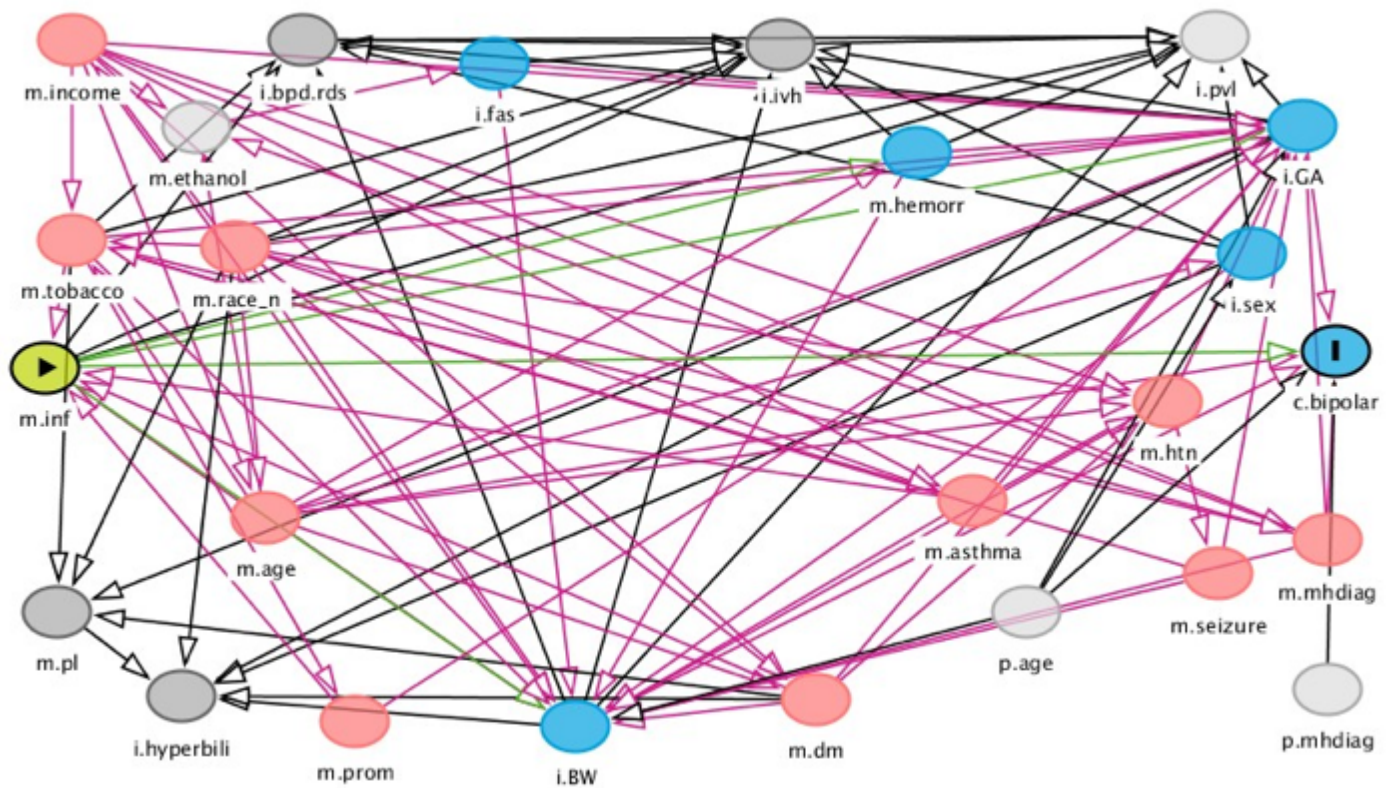 m.income
i.bpd.rds
i.fas
i.ivh
i.pvl
m.ethanol
m.hemorr
i.GA
m.tobacco
m.race_n
i.sex
m.inf
c.bipolar
m.htn
m.age
m.asthma
m.mhdiag
m.seizure
m.pl
p.age
i.hyperbili
m.prom
i.BW
m.dm
p.mhdiag